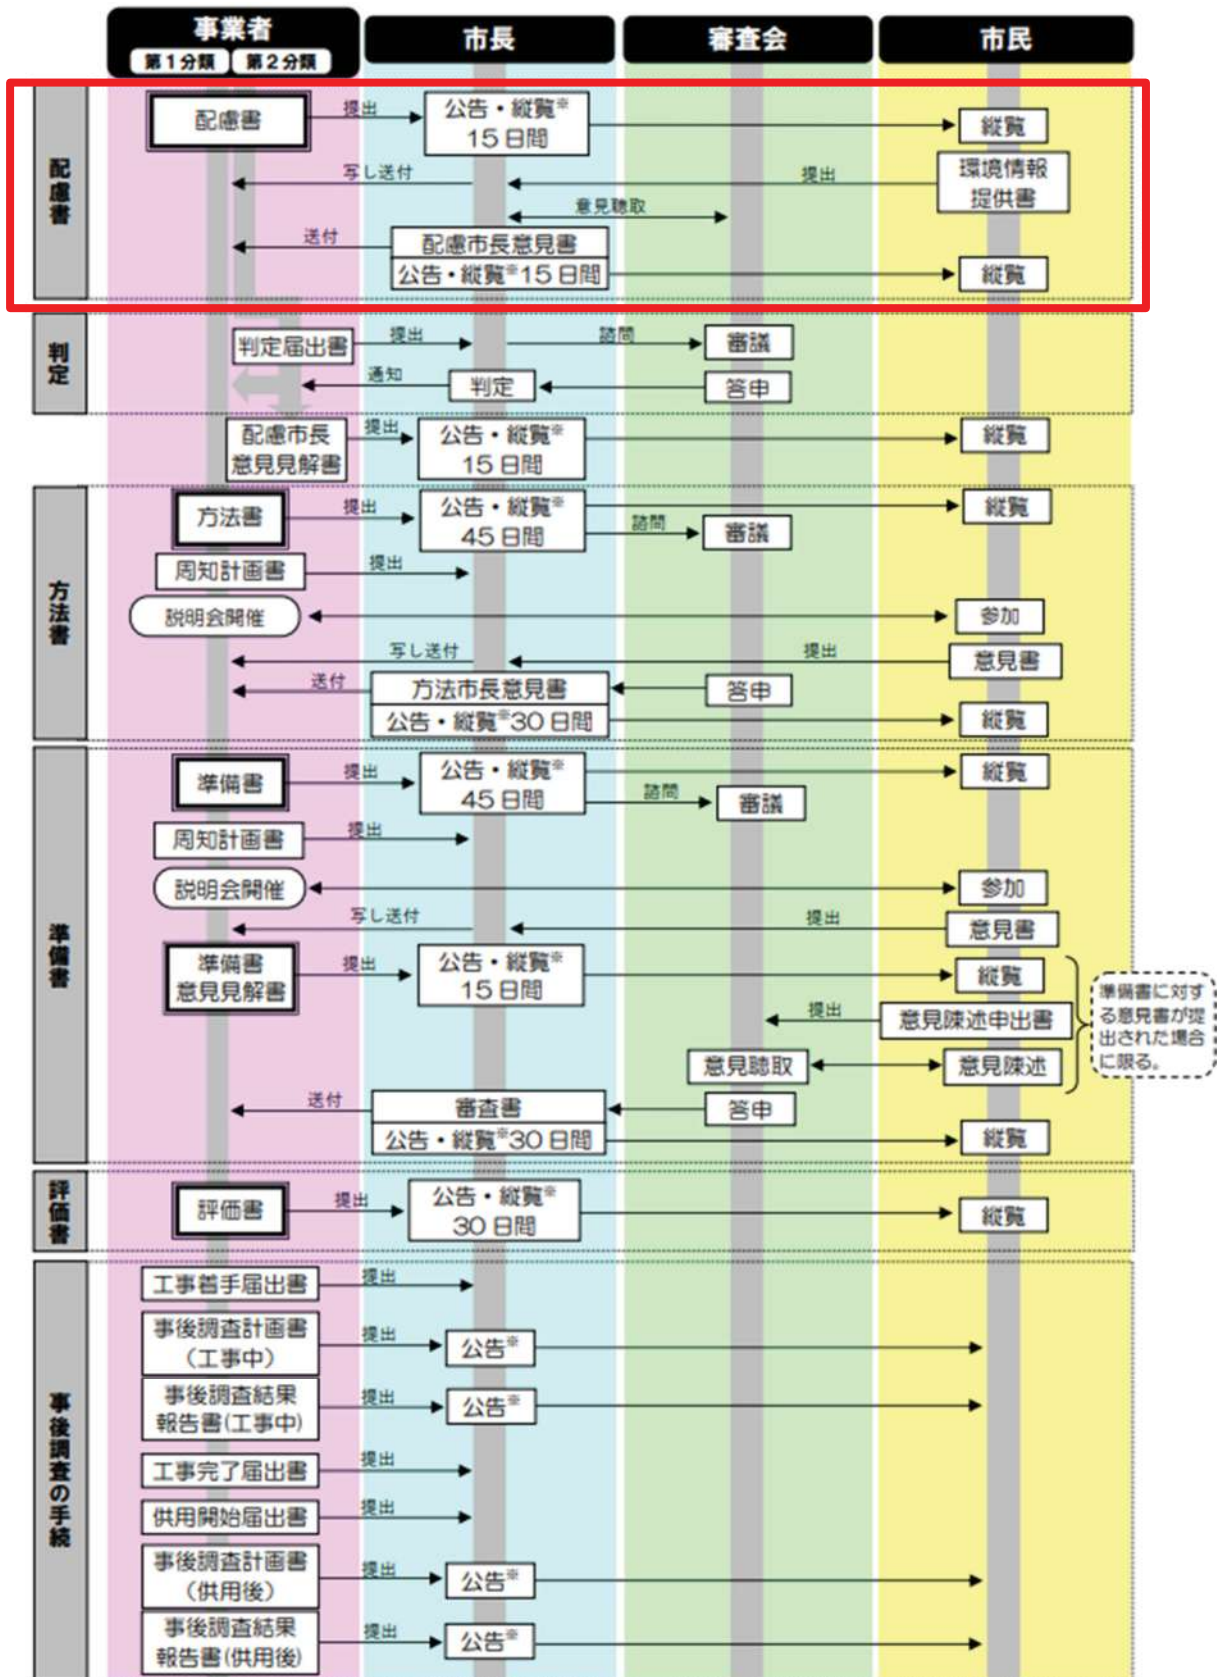 事業者
第1分類 第2分類
市長
審査会
市民
配慮書
配慮書
提出
公告・縦覧※
15日間
縦覧
写し送付
提出
環境情報
提供書
意見聴取
送付
配慮市長意見書
公告・縦覧※15日間
縦覧
判定
判定届出書
提出
諮問
審議
通知
判定
答申
配慮市長
意見見解書
提出
公告・縦覧※
15日間
縦覧
方法書
方法書
提出
公告・縦覧※
45日間
縦覧
諮問
審議
周知計画書
提出
説明会開催
参加
写し送付
提出
意見書
送付
方法市長意見書
答申
公告・縦覧※30日間
縦覧
準備書
準備書
提出
公告・縦覧※
45日間
縦覧
諮問
審議
周知計画書
提出
説明会開催
参加
写し送付
提出
意見書
準備書
意見見解書
提出
公告・縦覧※
15日間
縦覧
提出
意見陳述申出書
意見聴取
意見陳述
準備書に対す
る意見書が提
出された場合
に限る。
送付
審査書
答申
公告・縦覧※30日間
縦覧
評価書
評価書
提出
公告・縦覧※
30日間
縦覧
事後調査の手続
工事着手届出書
提出
事後調査計画書
(工事中)
提出
公告※
事後調査結果
報告書(工事中)
提出
公告※
工事完了届出書
提出
供用開始届出書
提出
事後調査計画書
(供用後)
提出
公告※
事後調査結果
報告書(供用後)
提出
公告※